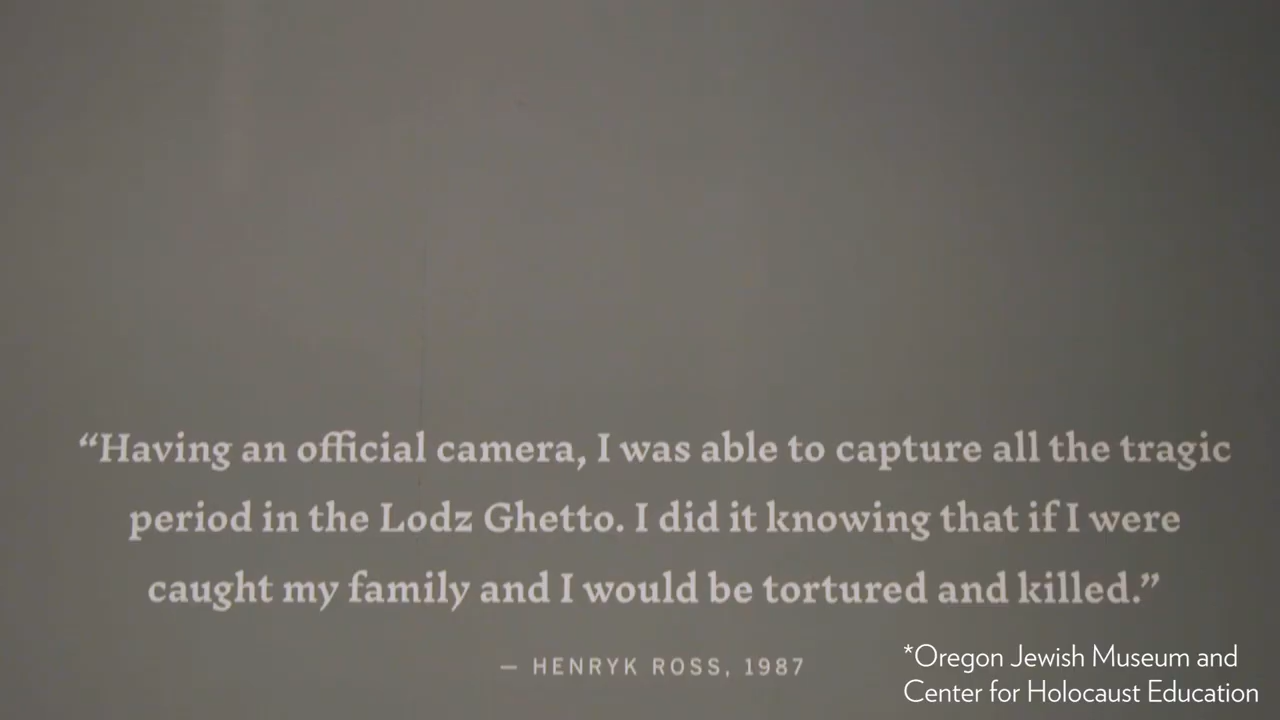 “Having an official camera, I was able to capture all the tragic
period in the Lodz Ghetto. I did it knowing that if I were
caught my family and I would be tortured and killed.”
— HENRYK ROSS, 1987
*Oregon Jewish Museum and
Center for Holocaust Education